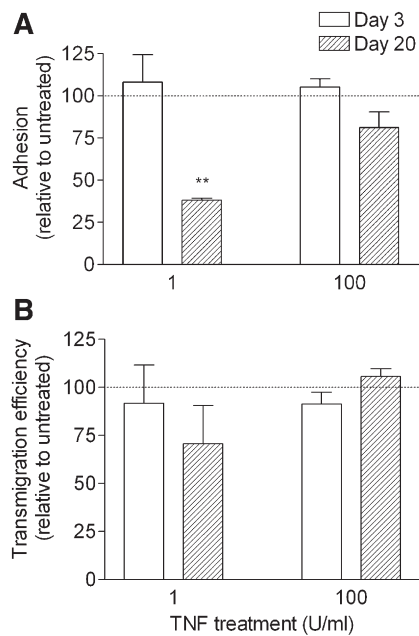 A
Day 3
Day 20
Adhesion
(relative to untreated)
125
100
75
50
25
0
**
1
100
B
Transmigration efficiency
(relative to untreated)
125
100
75
50
25
0
1
100
TNF treatment (U/ml)